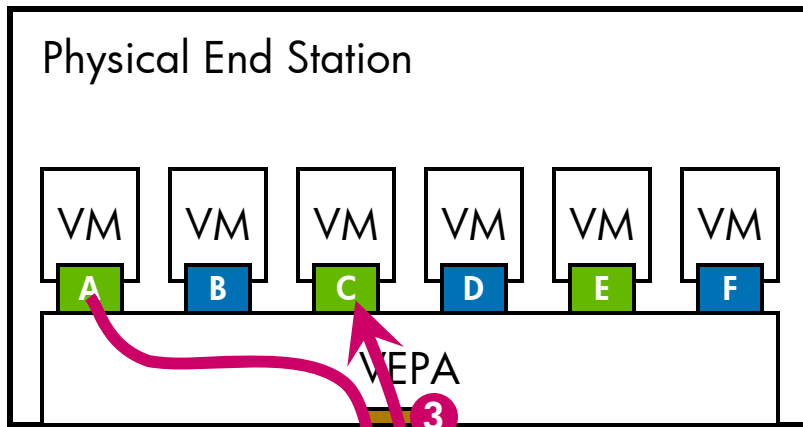 Physical End Station
VM VM VM VM VM VM
A B C D E F
VEPA
3